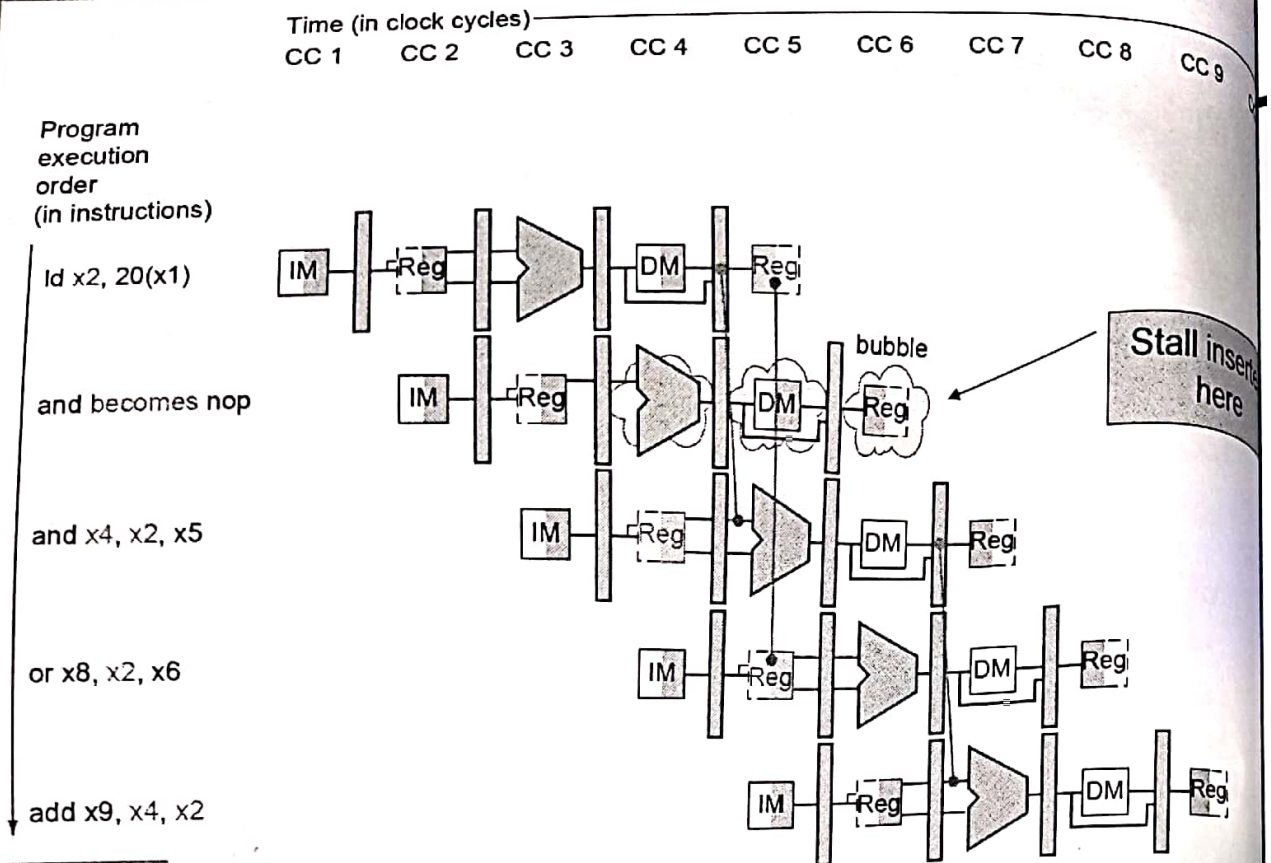 Time (in clock cycles)
CC 1 CC 2 CC 3 CC 4 CC 5 CC 6 CC 7 CC 8 CC 9
Program
execution
order
(in instructions)
ld x2, 20(x1)
IM Reg DM Reg
bubble
Stall
here
and becomes nop
IM Reg DM Reg
and x4, x2, x5
IM Reg DM Reg
or x8, x2, x6
IM Reg DM Reg
add x9, x4, x2
IM Reg DM Reg